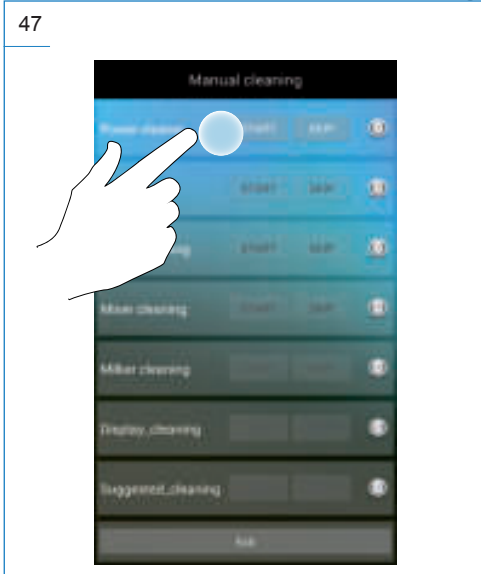 47
Manual cleaning
START SKIP
START SKIP
START SKIP
Mixer cleaning START SKIP
Milker cleaning
Display_cleaning
Suggested_cleaning